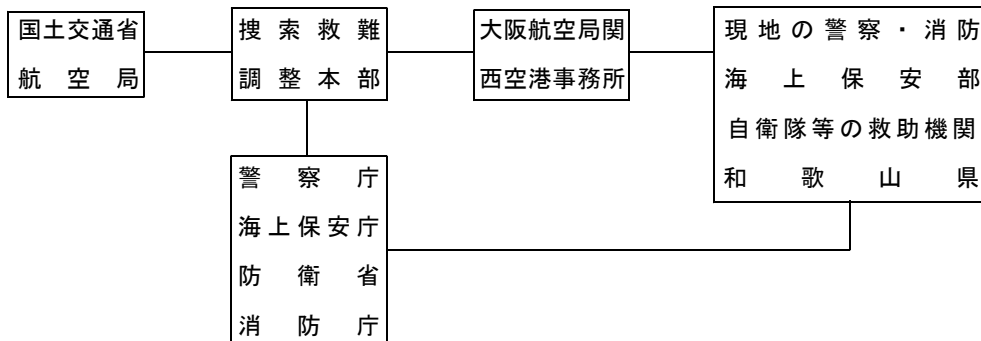 国土交通省
航空局
捜索救難
調整本部
大阪航空局関
西空港事務所
現地の警察・消防
海上保安部
自衛隊等の救助機関
和歌山県
警察庁
海上保安庁
防衛省
消防庁